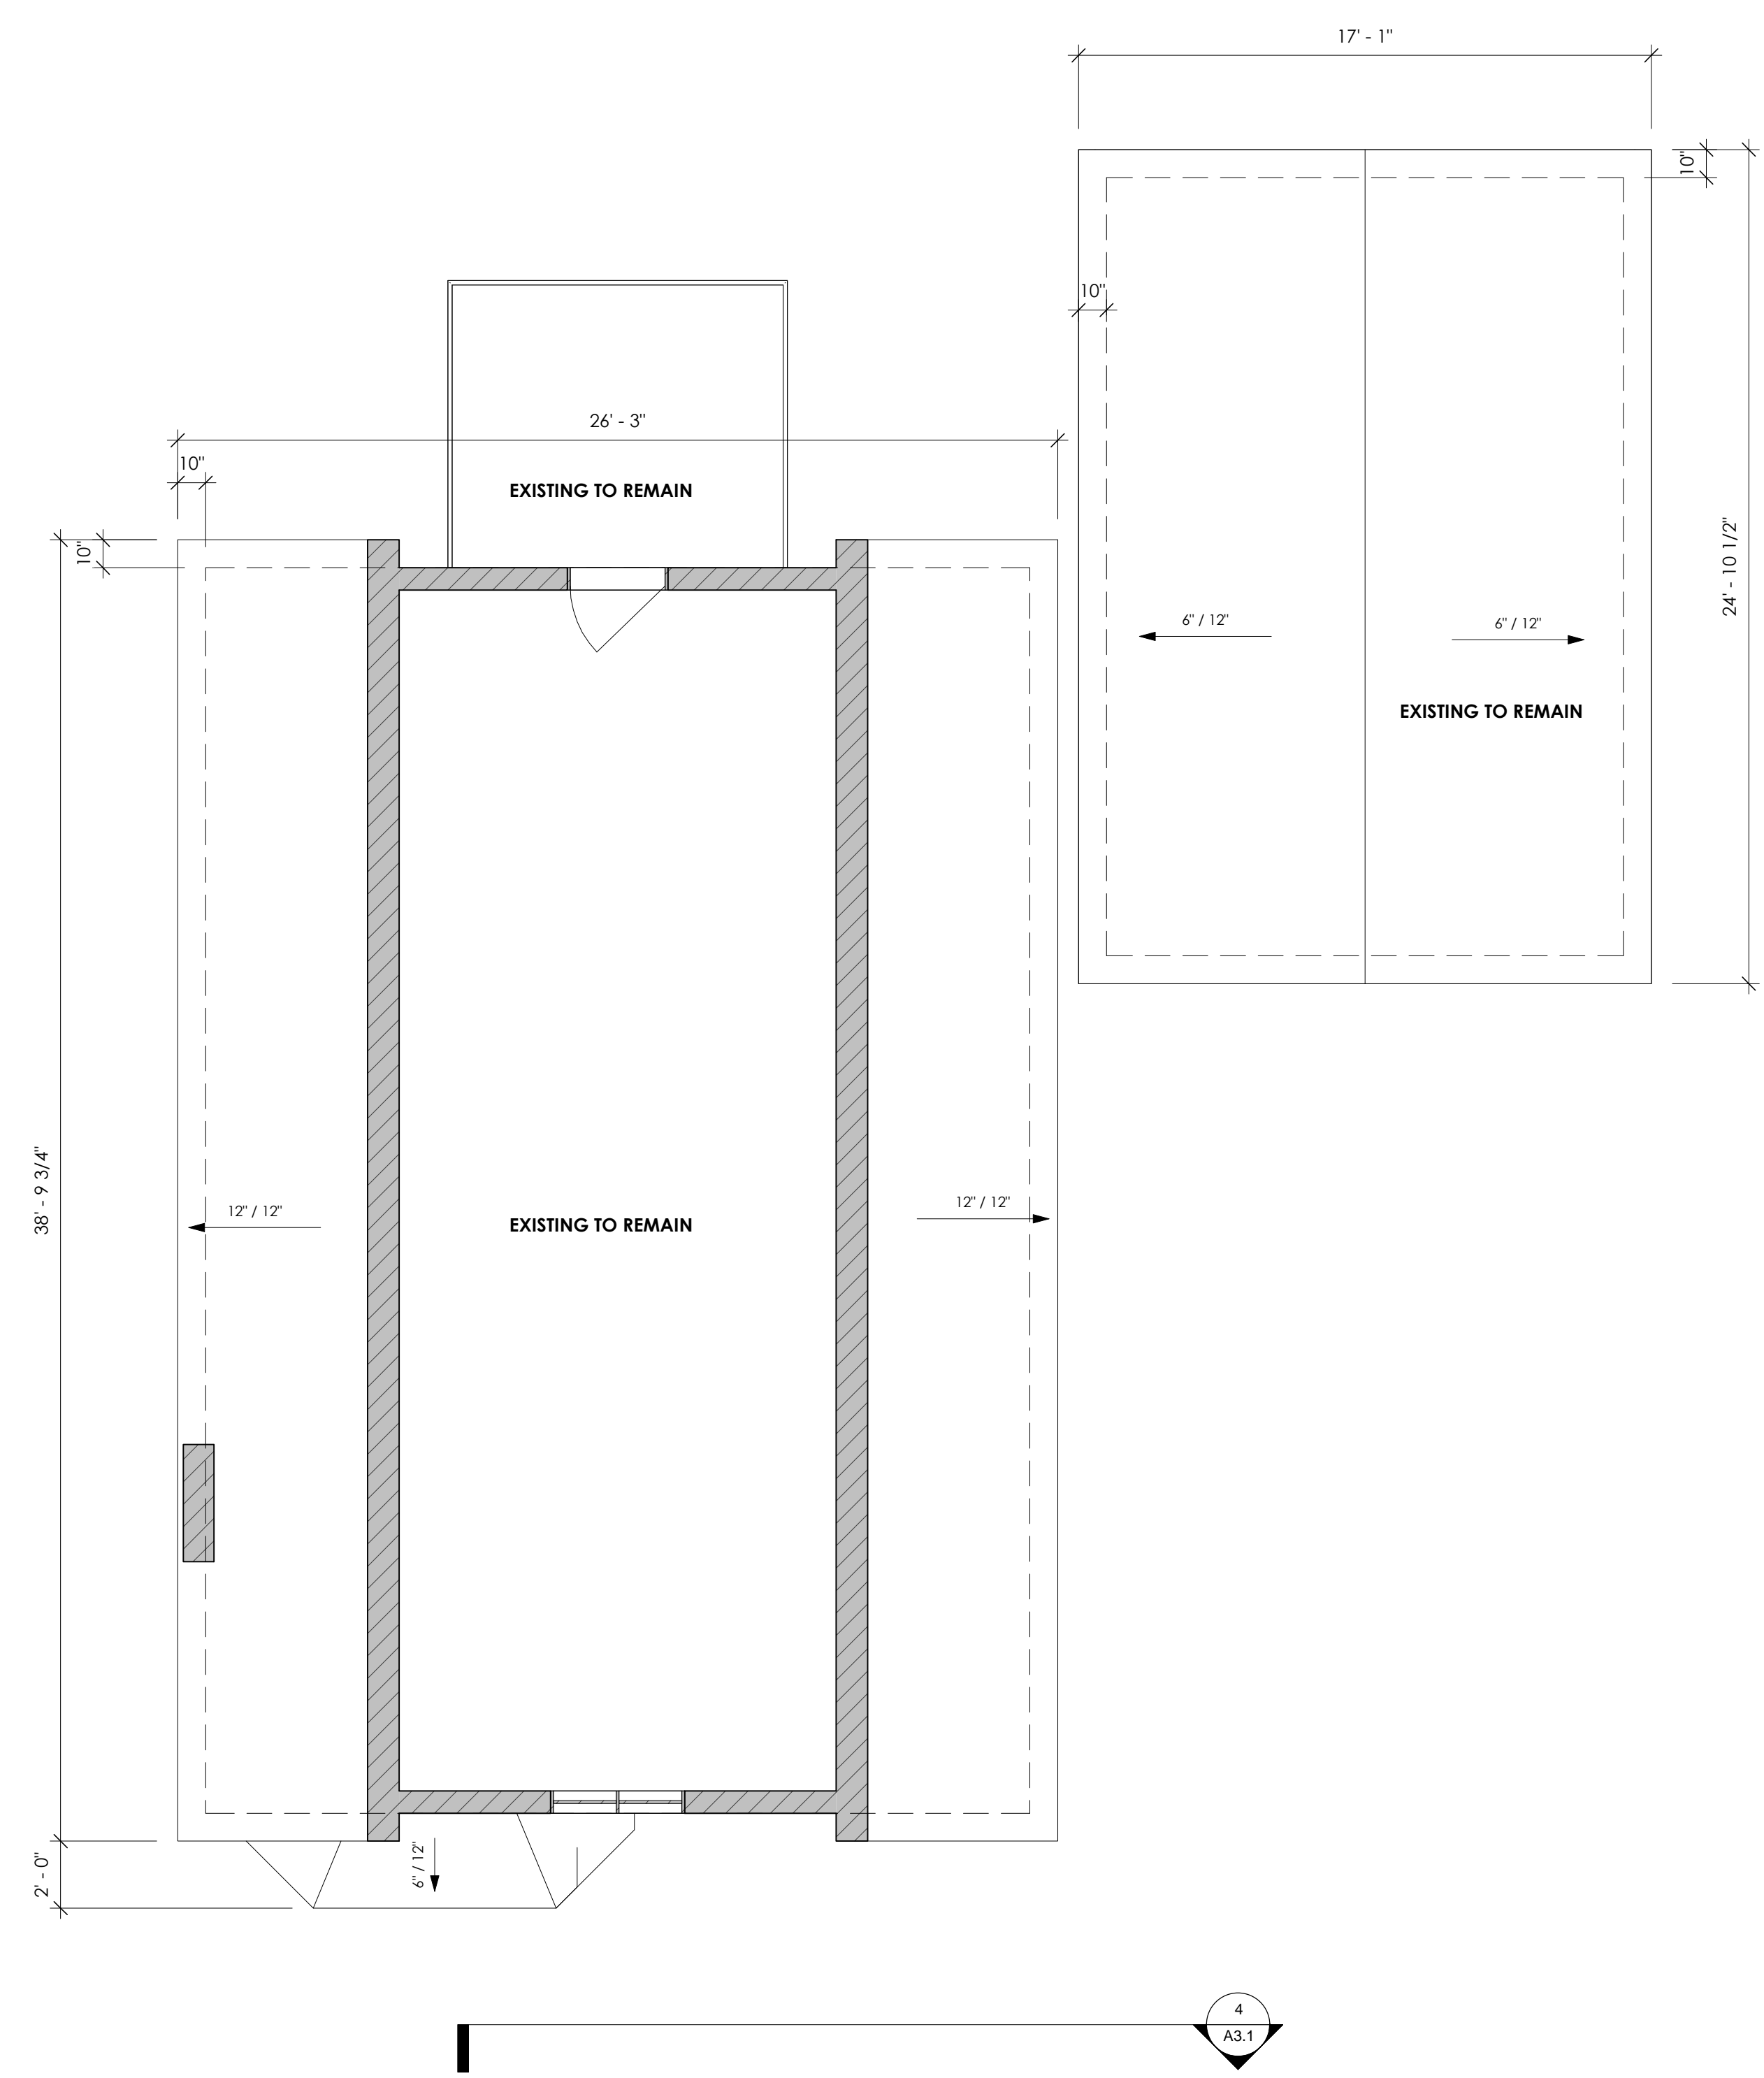 17' - 1"
10"
10"
26' - 3"
10"
EXISTING TO REMAIN
10"
24' - 10 1/2"
6" / 12"
6" / 12"
EXISTING TO REMAIN
38' - 9 3/4"
12" / 12"
EXISTING TO REMAIN
12" / 12"
2' - 0"
6" / 12"
4
A3.1